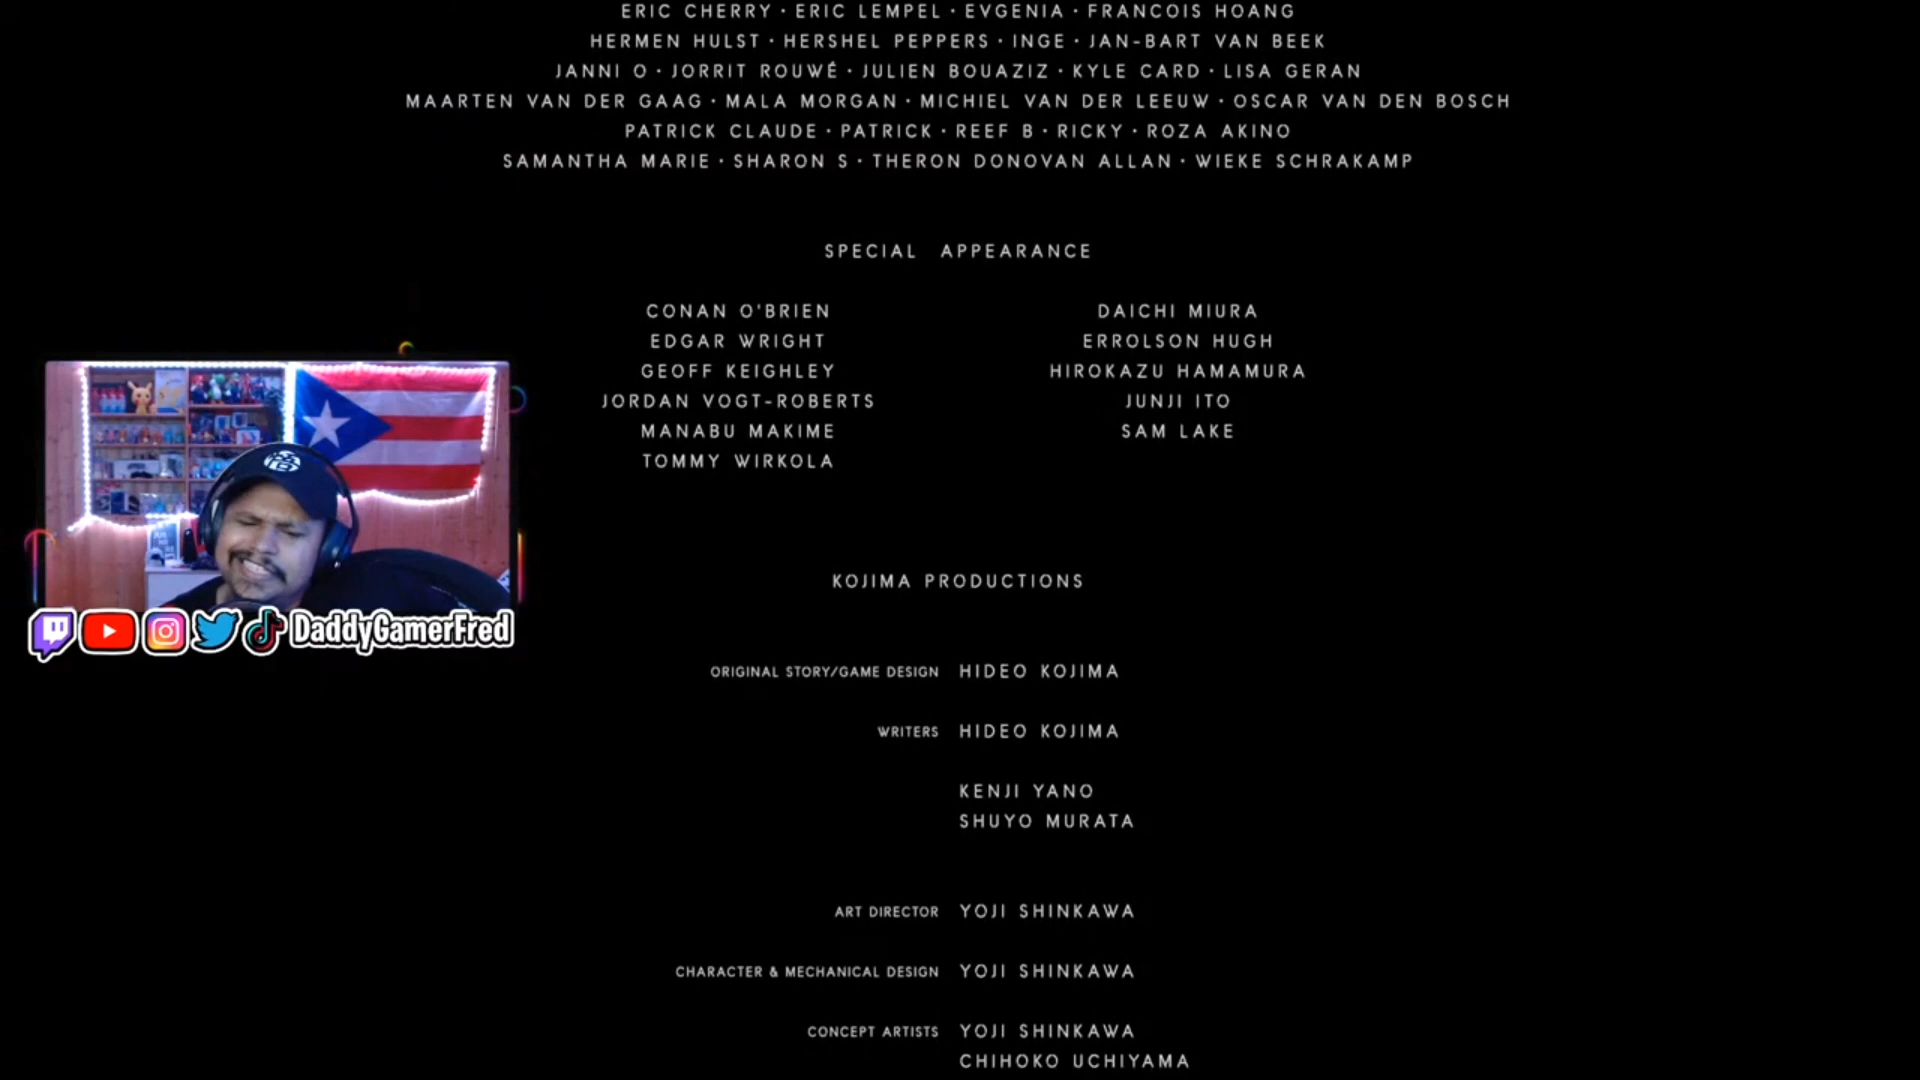 ERIC CHERRY · ERIC LEMPEL · EVGENIA · FRANCOIS HOANG
HERMEN HULST · HERSHEL PEPPERS · INGE · JAN-BART VAN BEEK
JANNI O · JORRIT ROUWÉ · JULIEN BOUAZIZ · KYLE CARD · LISA GERAN
MAARTEN VAN DER GAAG · MALA MORGAN · MICHIEL VAN DER LEEUW · OSCAR VAN DEN BOSCH
PATRICK CLAUDE · PATRICK · REEF B · RICKY · ROZA AKINO
SAMANTHA MARIE · SHARON S · THERON DONOVAN ALLAN · WIEKE SCHRAKAMP
SPECIAL APPEARANCE
CONAN O'BRIEN DAICHI MIURA
EDGAR WRIGHT ERROLSON HUGH
GEOFF KEIGHLEY HIROKAZU HAMAMURA
JORDAN VOGT-ROBERTS JUNJI ITO
MANABU MAKIME SAM LAKE
TOMMY WIRKOLA
KOJIMA PRODUCTIONS
DaddyGamerFred
ORIGINAL STORY/GAME DESIGN HIDEO KOJIMA
WRITERS HIDEO KOJIMA
KENJI YANO
SHUYO MURATA
ART DIRECTOR YOJI SHINKAWA
CHARACTER & MECHANICAL DESIGN YOJI SHINKAWA
CONCEPT ARTISTS YOJI SHINKAWA
CHIHOKO UCHIYAMA